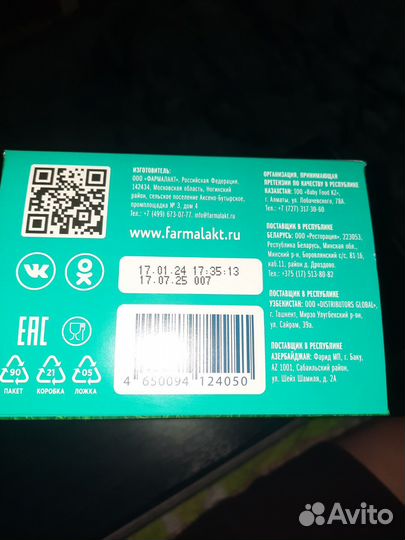 ИЗГОТОВИТЕЛЬ:
ООО «ФАРМАЛАНТ», Российская Федерация,
142434, Московская область, Ногинский
район, сельское поселение Аксено-Бутырское,
промплощадка № 3, дом 4
Тел.: +7 (499) 673-07-77, info@farmalakt.ru
www.farmalakt.ru
17.01.24 17:35:13
17.07.25 007
EAC
90
ПАКЕТ
21
КОРОБКА
05
ЛОЖКА
4 650094 124050
ОРГАНИЗАЦИЯ, ПРИНИМАЮЩАЯ
ПРЕТЕНЗИИ ПО КАЧЕСТВУ В РЕСПУБЛИКЕ
КАЗАХСТАН: ТОО «Baby Food KZ»,
г. Алматы, ул. Лобачевского, 78А.
Тел.: +7 (727) 317-30-60
ПОСТАВЩИК В РЕСПУБЛИКЕ
БЕЛАРУСЬ: ООО «Ресторация», 223053,
Республика Беларусь, Минская обл.,
Минский р-н, Боровлянский с/с, 81-16,
каб.11, район д. Дроздово.
Тел.: +375 (17) 513-80-82
ПОСТАВЩИК В РЕСПУБЛИКЕ
УЗБЕКИСТАН: ООО «DISTRIBUTORS GLOBAL»,
г. Ташкент, Мирзо Улугбекский р-он,
ул. Сайрам, 39а.
ПОСТАВЩИК В РЕСПУБЛИКЕ
АЗЕРБАЙДЖАН: Фарид ИП, г. Баку,
AZ 1001, Сабаильский район,
ул. Шейх Шамиля, д. 2А
Avito